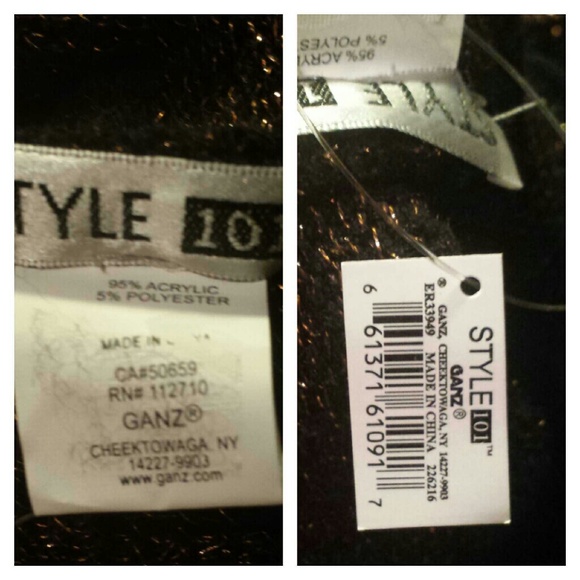 TYLE 101
95% ACRYLIC
5% POLYESTER
MADE IN
CA#50659
RN# 112710
GANZ®
CHEEKTOWAGA, NY
14227-9903
www.ganz.com
95% ACRY
5% POLYES
STYLE
STYLE 101™
GANZ®
® GANZ, CHEEKTOWAGA, NY 14227-9903
ER33949 MADE IN CHINA 226216
6 61371 61091 7